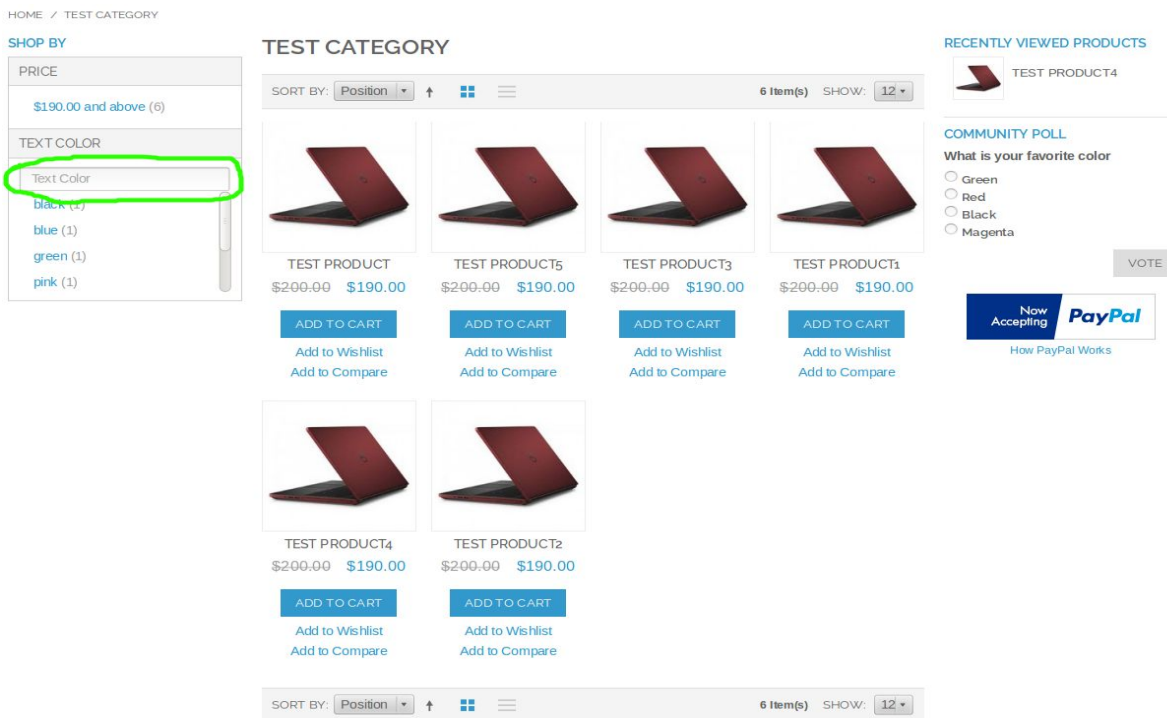 HOME / TEST CATEGORY
SHOP BY
PRICE
$190.00 and above (6)
TEXT COLOR
Text Color
black (1)
blue (1)
green (1)
pink (1)
TEST CATEGORY
SORT BY: Position
6 Item(s) SHOW: 12
TEST PRODUCT TEST PRODUCT5 TEST PRODUCT3 TEST PRODUCT1
$200.00 $190.00 $200.00 $190.00 $200.00 $190.00 $200.00 $190.00
ADD TO CART ADD TO CART ADD TO CART ADD TO CART
Add to Wishlist Add to Wishlist Add to Wishlist Add to Wishlist
Add to Compare Add to Compare Add to Compare Add to Compare
TEST PRODUCT4 TEST PRODUCT2
$200.00 $190.00 $200.00 $190.00
ADD TO CART ADD TO CART
Add to Wishlist Add to Wishlist
Add to Compare Add to Compare
SORT BY: Position
6 Item(s) SHOW: 12
RECENTLY VIEWED PRODUCTS
TEST PRODUCT4
COMMUNITY POLL
What is your favorite color
Green
Red
Black
Magenta
VOTE
Now
Accepting
PayPal
How PayPal Works